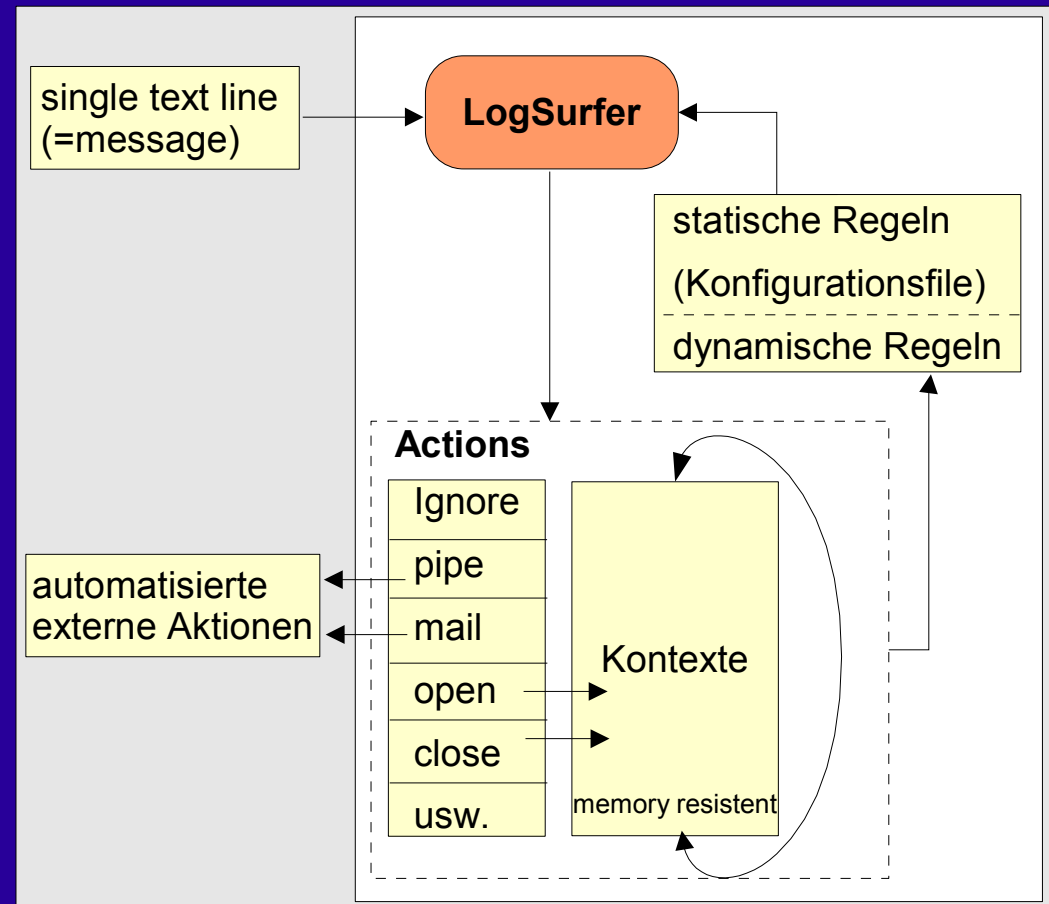 single text line
(=message)
LogSurfer
statische Regeln
(Konfigurationsfile)
dynamische Regeln
Actions
Ignore
pipe
mail
open
close
usw.
Kontexte
memory resistent
automatisierte
externe Aktionen